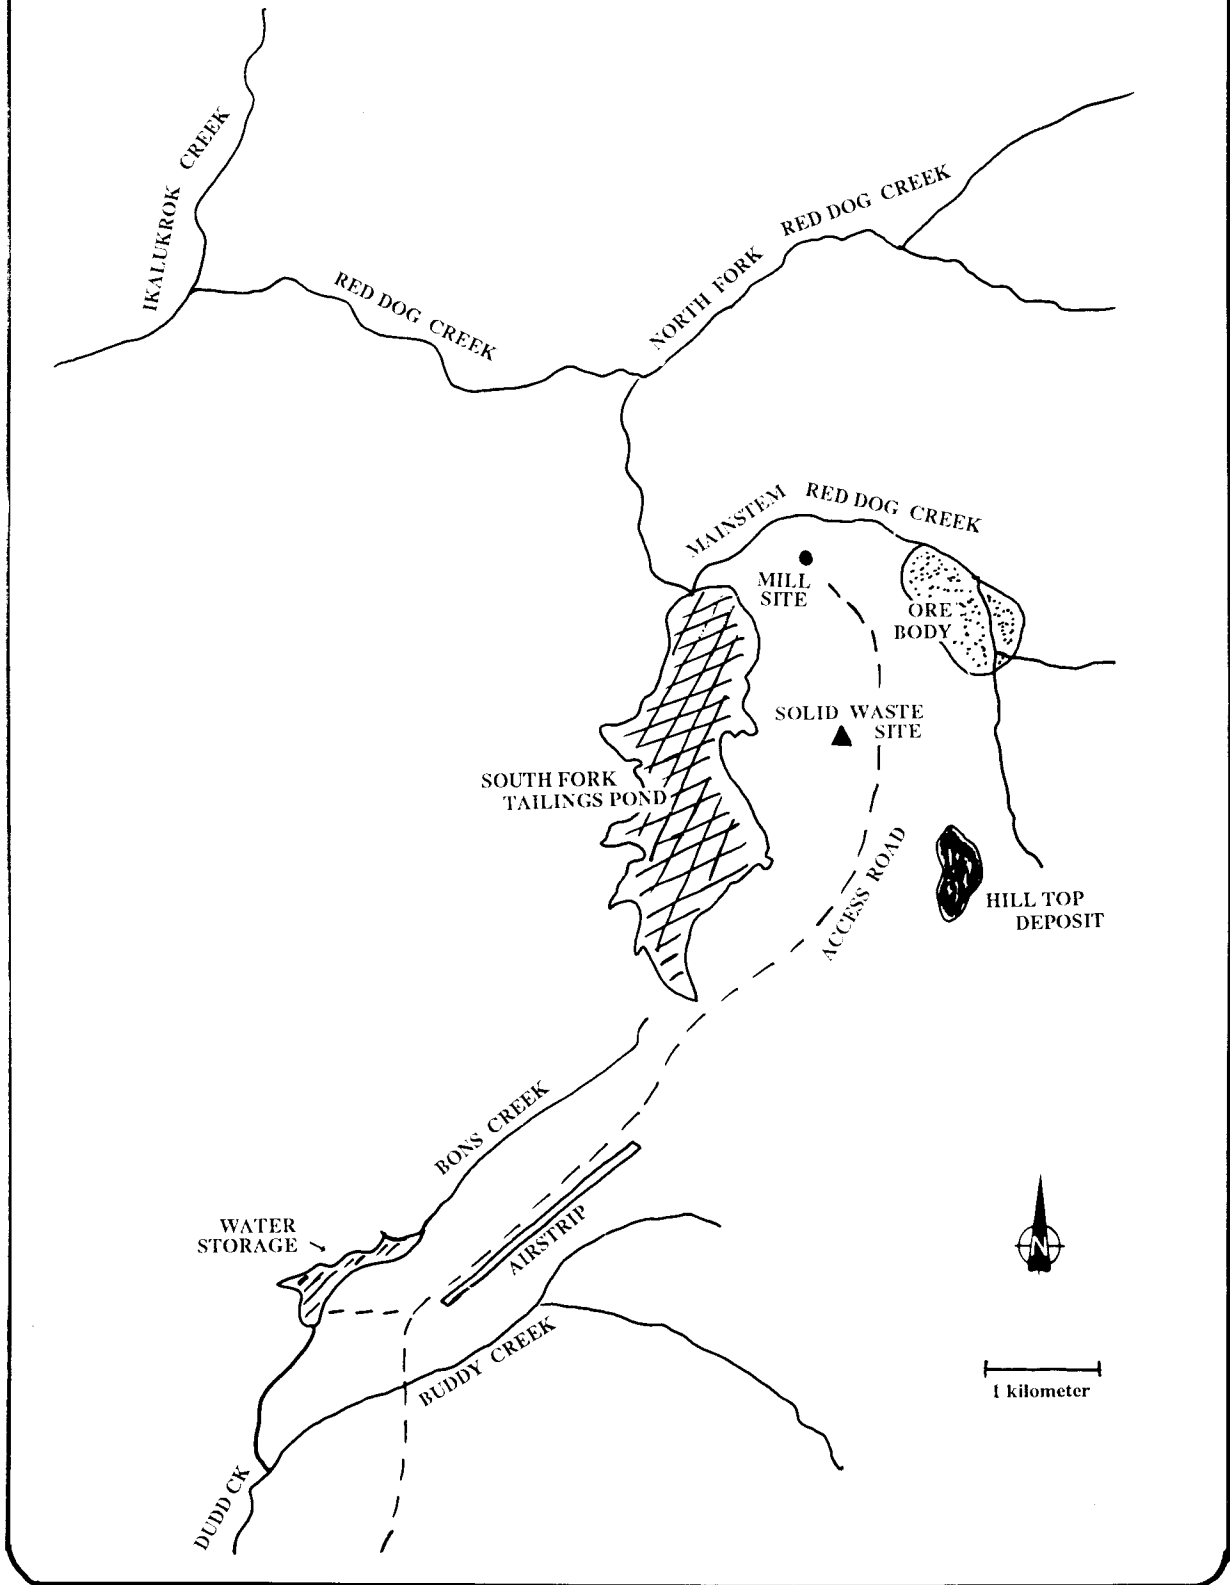 IKALUKROK CREEK
RED DOG CREEK
NORTH FORK RED DOG CREEK
MAINSTEM RED DOG CREEK
MILL
SITE
ORE
BODY
SOLID WASTE
SITE
SOUTH FORK
TAILINGS POND
ACCESS ROAD
HILL TOP
DEPOSIT
BONS CREEK
WATER
STORAGE
AIRSTRIP
N
BUDDY CREEK
1 kilometer
DUDD CK